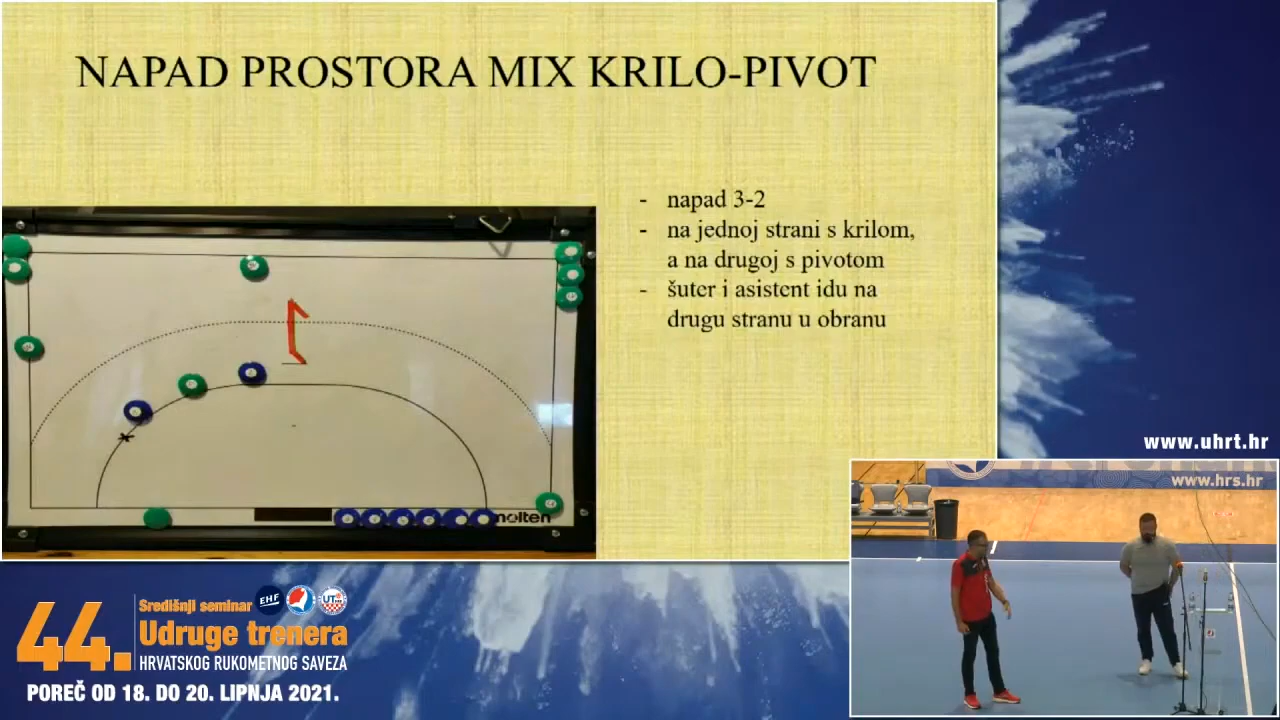 NAPAD PROSTORA MIX KRILO-PIVOT
- napad 3-2
- na jednoj strani s krilom,
a na drugoj s pivotom
- šuter i asistent idu na
drugu stranu u obranu
molten
www.uhrt.hr
www.hrs.hr
44.
Središnji seminar
EHF
Udruge trenera
HRVATSKOG RUKOMETNOG SAVEZA
POREČ OD 18. DO 20. LIPNJA 2021.